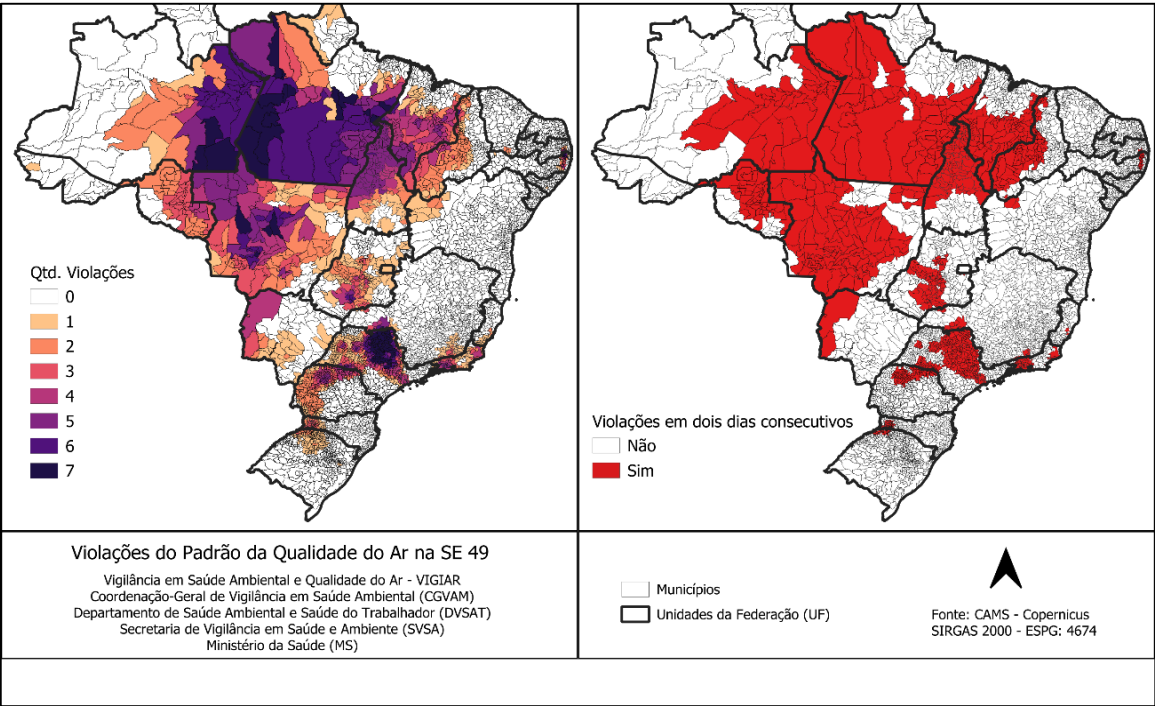 Qtd. Violações
0
1
2
3
4
5
6
7
Violações em dois dias consecutivos
Não
Sim
Violações do Padrão da Qualidade do Ar na SE 49
Vigilância em Saúde Ambiental e Qualidade do Ar - VIGIAR
Coordenação-Geral de Vigilância em Saúde Ambiental (CGVAM)
Departamento de Saúde Ambiental e Saúde do Trabalhador (DVSAT)
Secretaria de Vigilância em Saúde e Ambiente (SVSA)
Ministério da Saúde (MS)
Municípios
Unidades da Federação (UF)
Fonte: CAMS - Copernicus
SIRGAS 2000 - ESPG: 4674